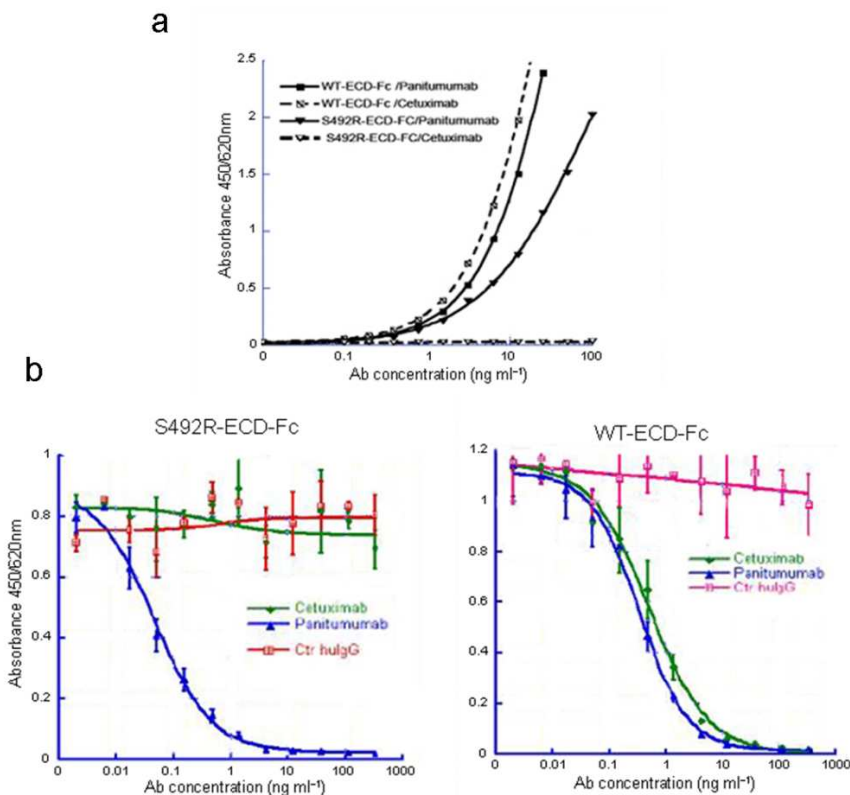 a
2.5
2
1.5
1
0.5
0
Absorbance 450/620nm
WT-ECD-Fc /Panitumumab
WT-ECD-Fc /Cetuximab
S492R-ECD-FC/Panitumumab
S492R-ECD-FC/Cetuximab
0 0.1 1 10 100
Ab concentration (ng ml⁻¹)
b
S492R-ECD-Fc
1
0.8
0.6
0.4
0.2
0
Absorbance 450/620nm
Cetuximab
Panitumumab
Ctr huIgG
0 0.01 0.1 1 10 100 1000
Ab concentration (ng ml⁻¹)
WT-ECD-Fc
1.2
1
0.8
0.6
0.4
0.2
0
Cetuximab
Panitumumab
Ctr huIgG
0 0.01 0.1 1 10 100 1000
Ab concentration (ng ml⁻¹)